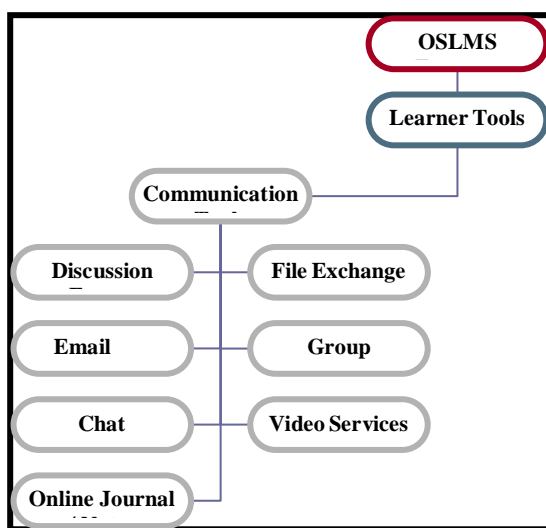 OSLMS
Learner Tools
Communication
Discussion
File Exchange
Email
Group
Chat
Video Services
Online Journal